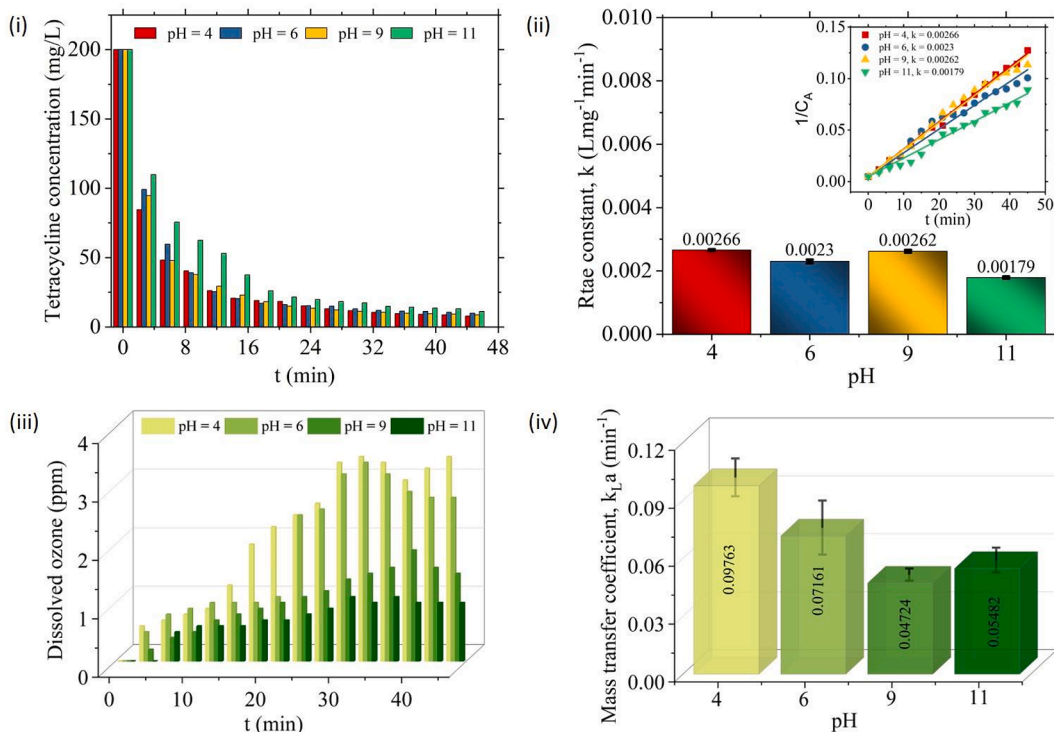 (i)
pH = 4 pH = 6 pH = 9 pH = 11
Tetracycline concentration (mg/L)
200
150
100
50
0
0 8 16 24 32 40 48
t (min)
(ii)
Rtae constant, k (Lmg⁻¹min⁻¹)
0.010
0.008
0.006
0.004
0.002
0.000
0.00266
0.0023
0.00262
0.00179
4 6 9 11
pH
pH = 4, k = 0.00266
pH = 6, k = 0.0023
pH = 9, k = 0.00262
pH = 11, k = 0.00179
1/C_A
0.15
0.10
0.05
0.00
0 10 20 30 40 50
t (min)
(iii)
pH = 4 pH = 6 pH = 9 pH = 11
Dissolved ozone (ppm)
4
3
2
1
0
0 10 20 30 40
t (min)
(iv)
Mass transfer coefficient, k_La (min⁻¹)
0.12
0.09
0.06
0.03
0.00
0.09763
0.07161
0.04724
0.05482
4 6 9 11
pH